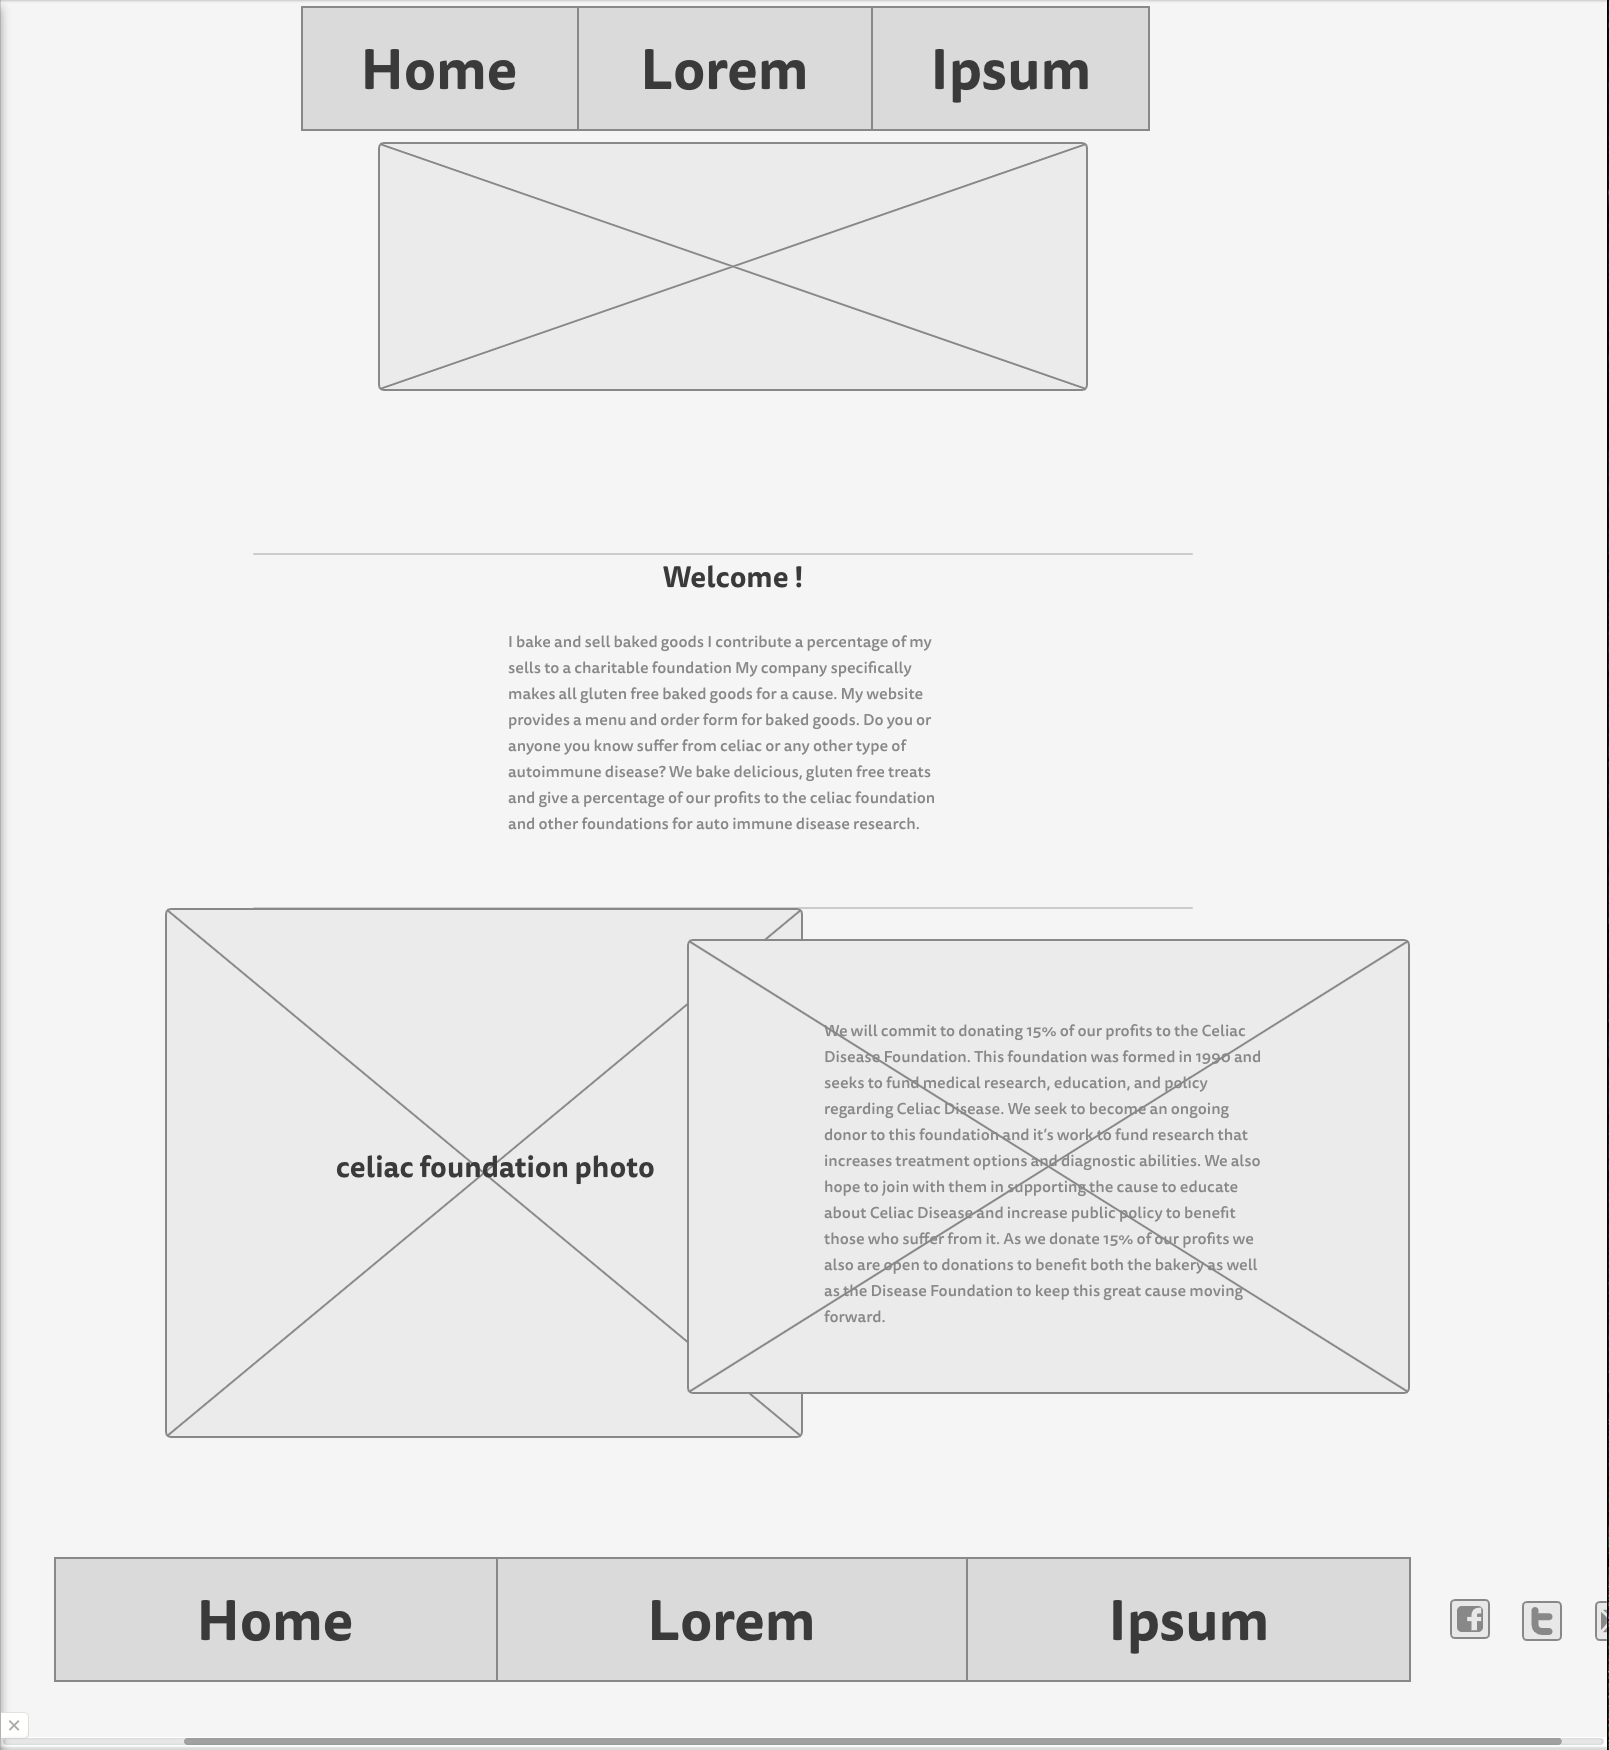 Home Lorem Ipsum
Welcome !
I bake and sell baked goods I contribute a percentage of my
sells to a charitable foundation My company specifically
makes all gluten free baked goods for a cause. My website
provides a menu and order form for baked goods. Do you or
anyone you know suffer from celiac or any other type of
autoimmune disease? We bake delicious, gluten free treats
and give a percentage of our profits to the celiac foundation
and other foundations for auto immune disease research.
celiac foundation photo
We will commit to donating 15% of our profits to the Celiac
Disease Foundation. This foundation was formed in 1990 and
seeks to fund medical research, education, and policy
regarding Celiac Disease. We seek to become an ongoing
donor to this foundation and it's work to fund research that
increases treatment options and diagnostic abilities. We also
hope to join with them in supporting the cause to educate
about Celiac Disease and increase public policy to benefit
those who suffer from it. As we donate 15% of our profits we
also are open to donations to benefit both the bakery as well
as the Disease Foundation to keep this great cause moving
forward.
Home Lorem Ipsum